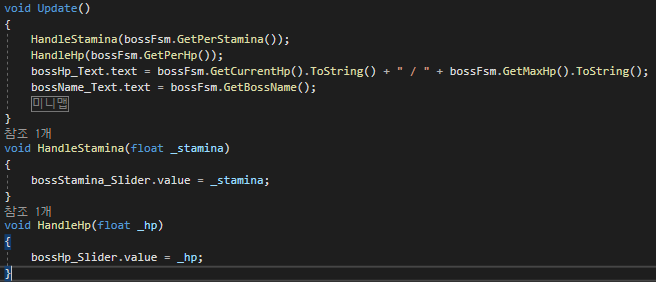 void Update()
{
HandleStamina(bossFsm.GetPerStamina());
HandleHp(bossFsm.GetPerHp());
bossHp_Text.text = bossFsm.GetCurrentHp().ToString() + " / " + bossFsm.GetMaxHp().ToString();
bossName_Text.text = bossFsm.GetBossName();
미니맵
}
참조 1개
void HandleStamina(float _stamina)
{
bossStamina_Slider.value = _stamina;
}
참조 1개
void HandleHp(float _hp)
{
bossHp_Slider.value = _hp;
}